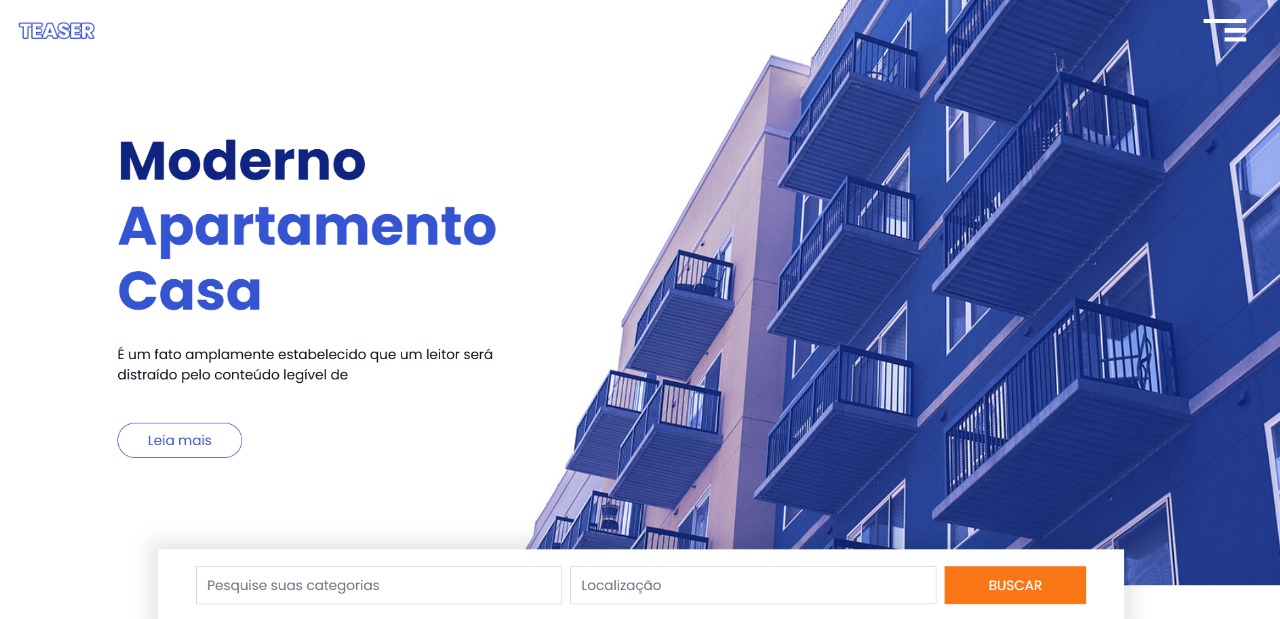 TEASER
Moderno
Apartamento
Casa
É um fato amplamente estabelecido que um leitor será
distraído pelo conteúdo legível de
Leia mais
Pesquise suas categorias
Localização
BUSCAR